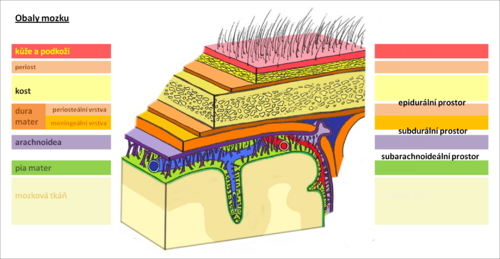 Obaly mozku
kůže a podkoží
periost
kost
dura mater
periosteální vrstva
meningeální vrstva
arachnoidea
pia mater
mozková tkáň
epidurální prostor
subdurální prostor
subarachnoideální prostor